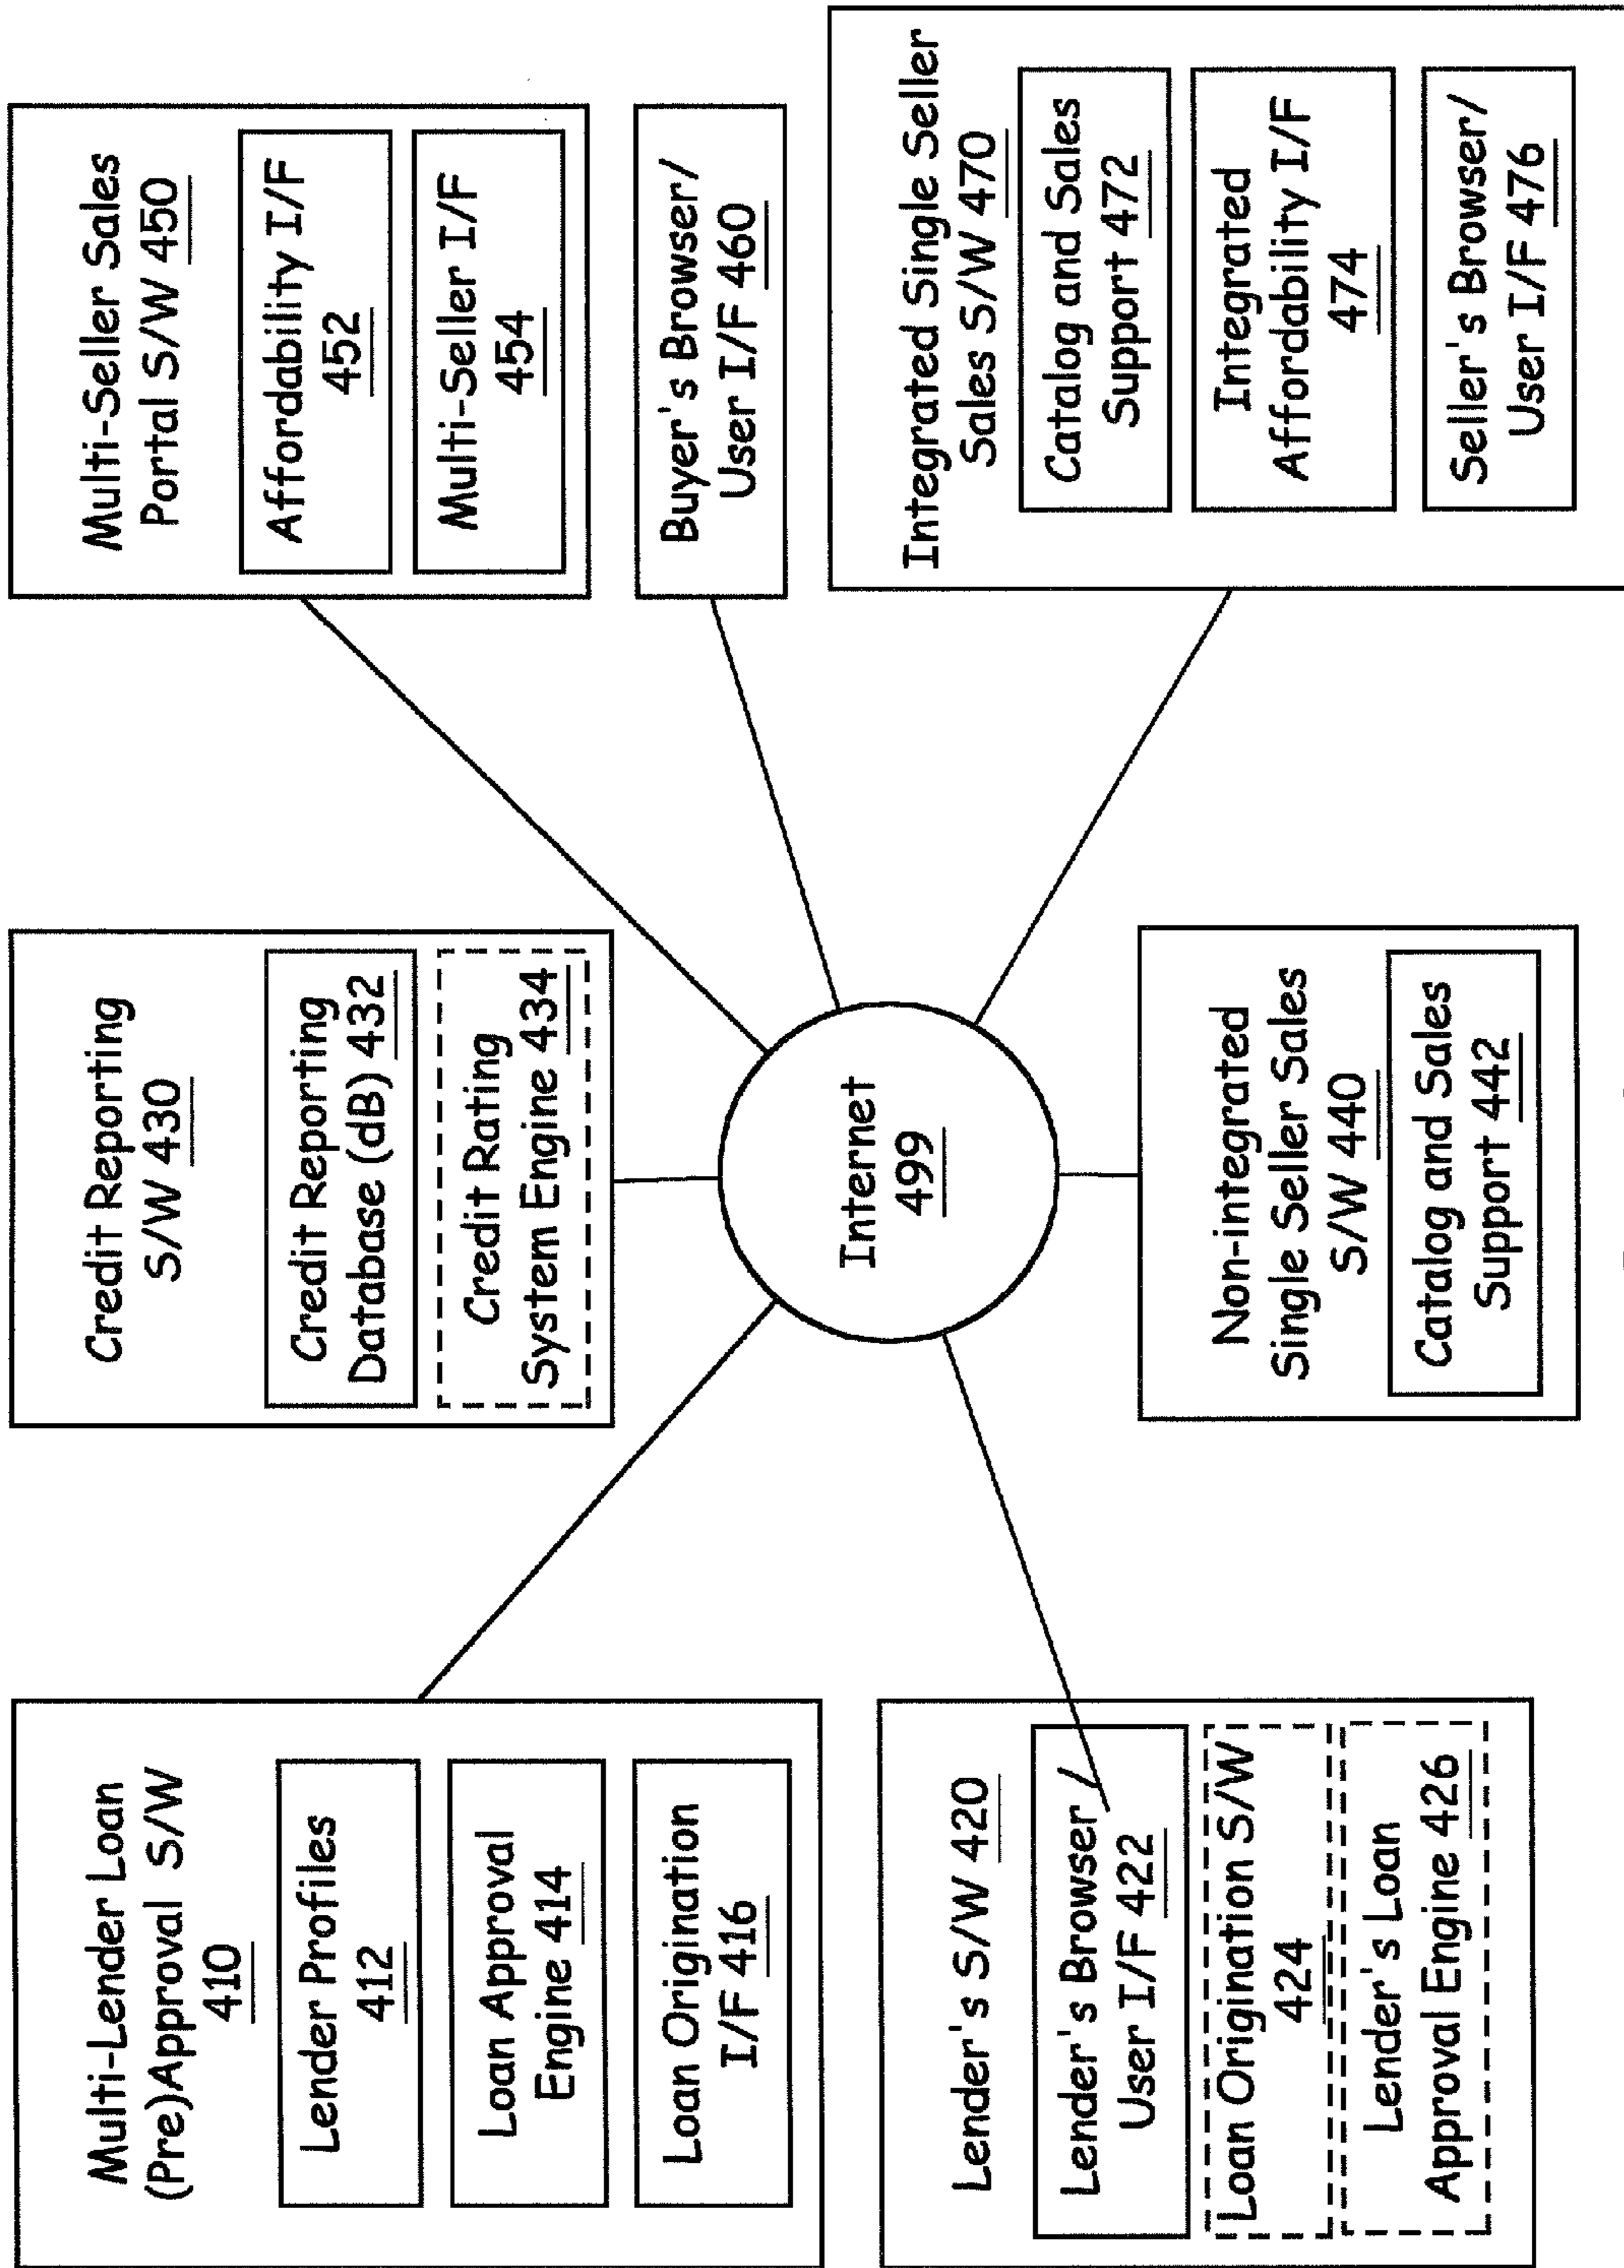 Multi-Lender Loan
(Pre)Approval S/W
410
Lender Profiles
412
Loan Approval
Engine 414
Loan Origination
I/F 416
Lender's S/W 420
Lender's Browser /
User I/F 422
Loan Origination S/W
424
Lender's Loan
Approval Engine 426
Credit Reporting
S/W 430
Credit Reporting
Database (dB) 432
Credit Rating
System Engine 434
Internet
499
Non-integrated
Single Seller Sales
S/W 440
Catalog and Sales
Support 442
Multi-Seller Sales
Portal S/W 450
Affordability I/F
452
Multi-Seller I/F
454
Buyer's Browser/
User I/F 460
Integrated Single Seller
Sales S/W 470
Catalog and Sales
Support 472
Integrated
Affordability I/F
474
Seller's Browser/
User I/F 476